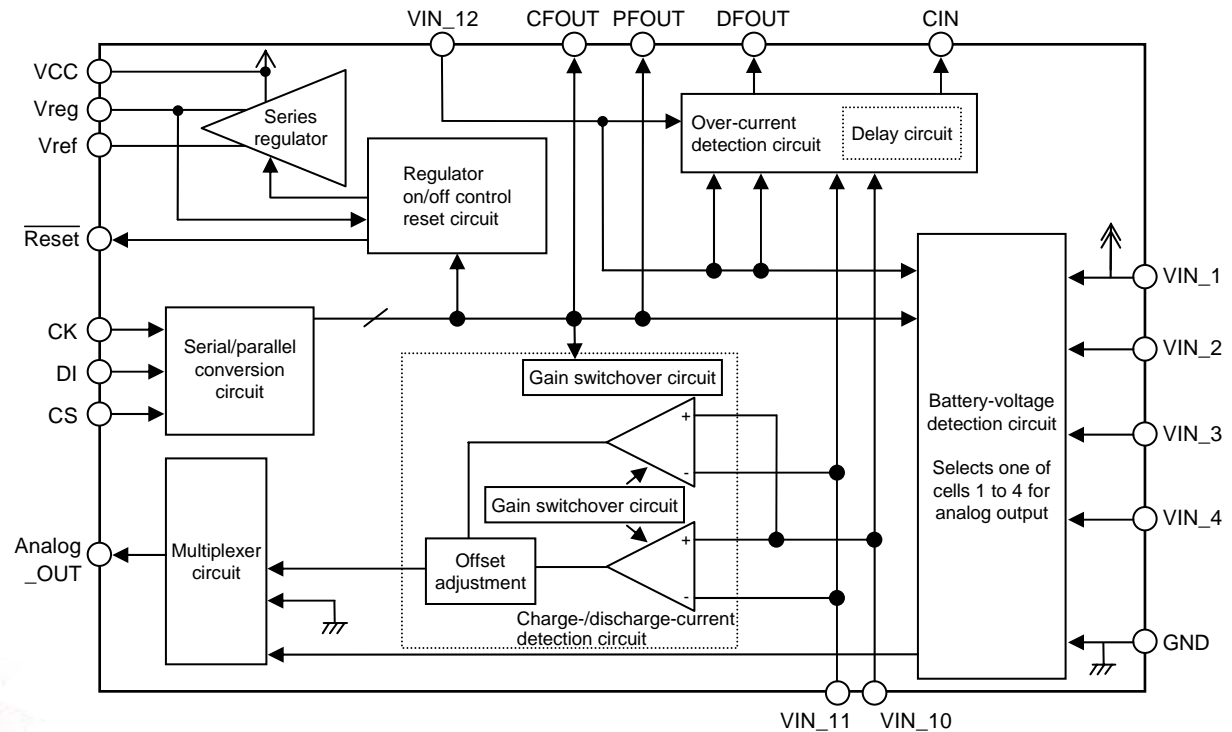 VIN_12
CFOUT
PFOUT
DFOUT
CIN
VCC
Vreg
Vref
Series
regulator
Over-current
detection circuit
Delay circuit
Regulator
on/off control
reset circuit
Reset
CK
DI
CS
Serial/parallel
conversion
circuit
Gain switchover circuit
+
-
Gain switchover circuit
+
-
Offset
adjustment
Charge-/discharge-current
detection circuit
Battery-voltage
detection circuit
Selects one of
cells 1 to 4 for
analog output
VIN_1
VIN_2
VIN_3
VIN_4
GND
Analog
_OUT
Multiplexer
circuit
VIN_11
VIN_10